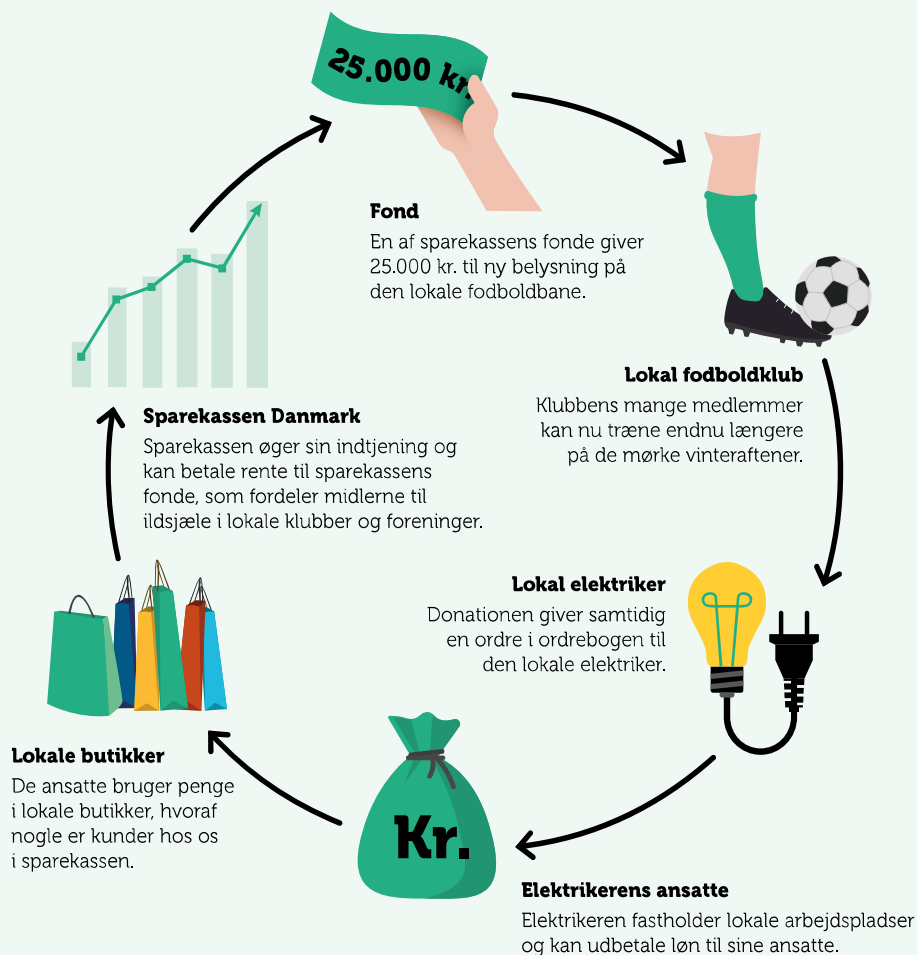 25.000 kr.
Fond
En af sparekassens fonde giver
25.000 kr. til ny belysning på
den lokale fodboldbane.
Lokal fodboldklub
Klubbens mange medlemmer
kan nu træne endnu længere
på de mørke vinteraftener.
Lokal elektriker
Donationen giver samtidig
en ordre i ordrebogen til
den lokale elektriker.
Elektrikerens ansatte
Elektrikeren fastholder lokale arbejdspladser
og kan udbetale løn til sine ansatte.
Kr.
Lokale butikker
De ansatte bruger penge
i lokale butikker, hvoraf
nogle er kunder hos os
i sparekassen.
Sparekassen Danmark
Sparekassen øger sin indtjening og
kan betale rente til sparekassens
fonde, som fordeler midlerne til
ildsjæle i lokale klubber og foreninger.